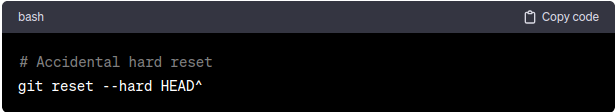 bash
Copy code
# Accidental hard reset
git reset --hard HEAD^